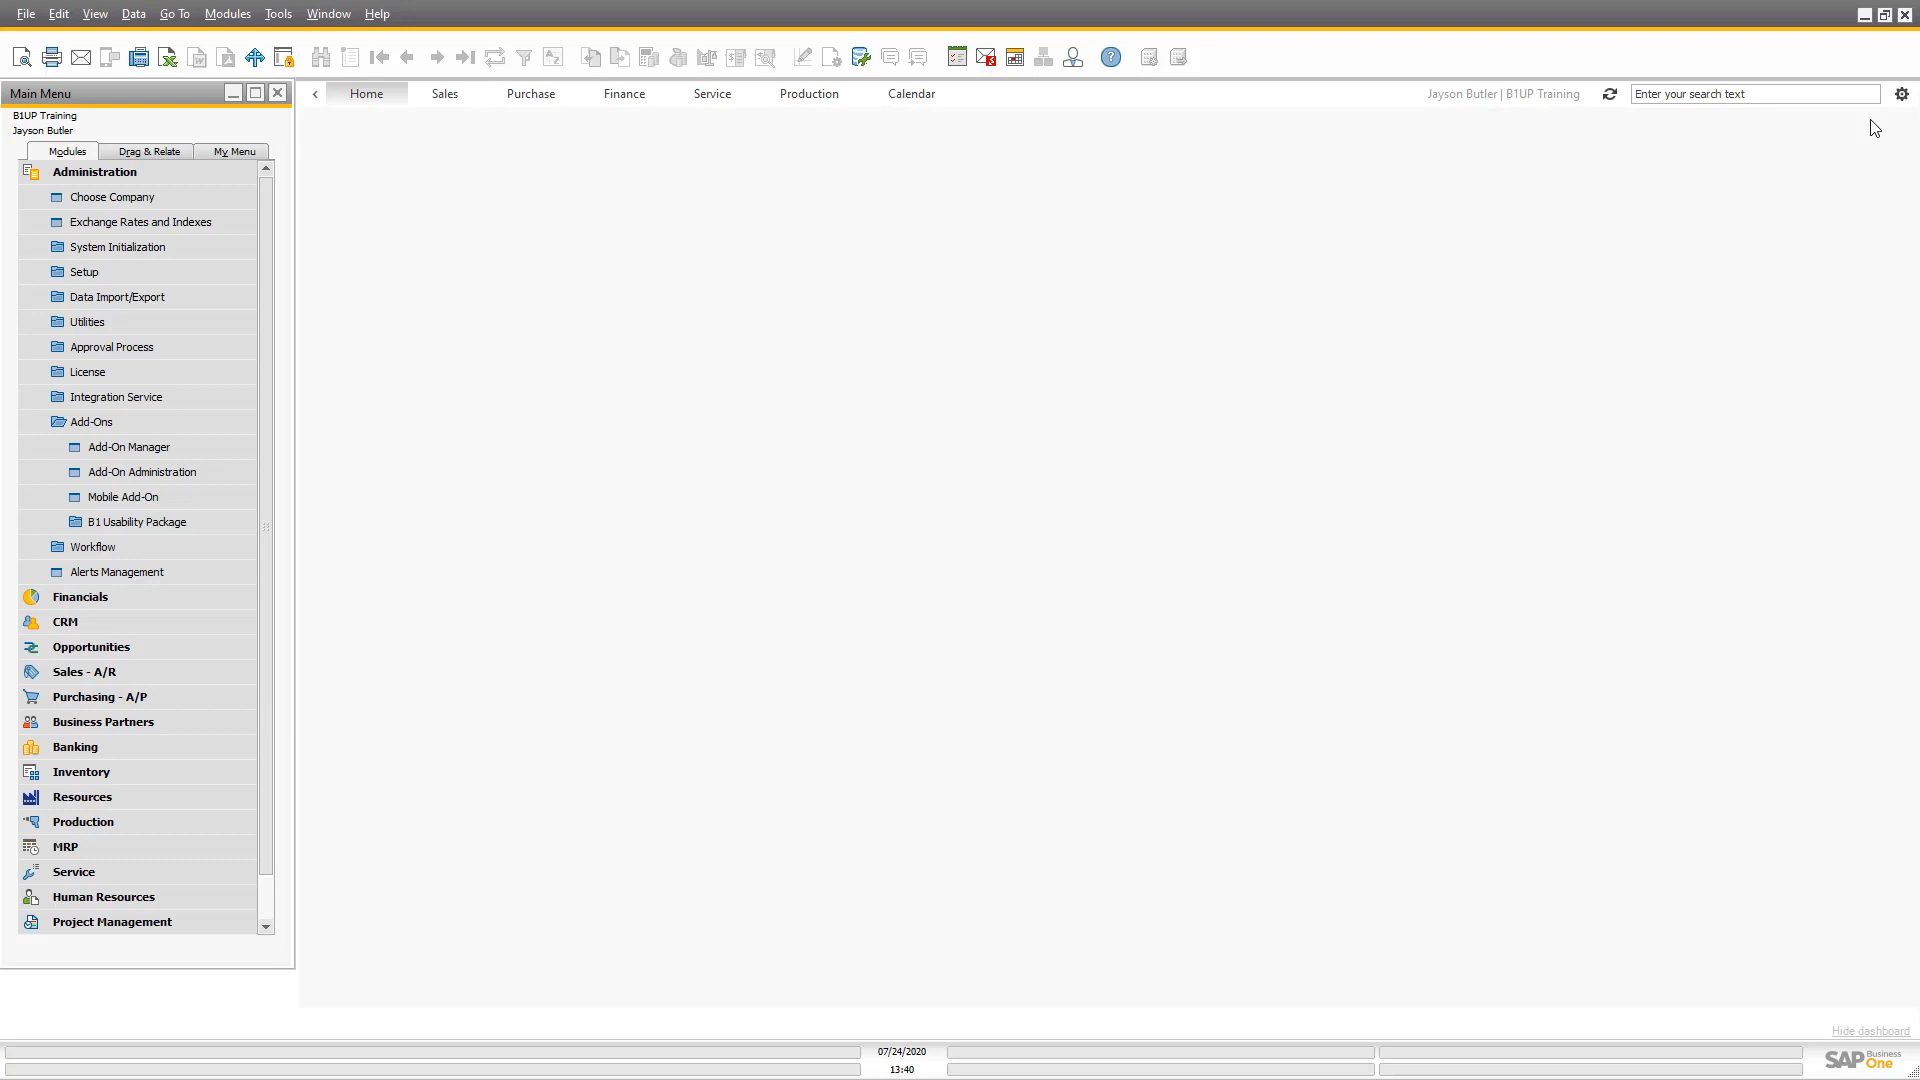 File Edit View Data Go To Modules Tools Window Help
Main Menu
Home Sales Purchase Finance Service Production Calendar
Jayson Butler | B1UP Training
Enter your search text
B1UP Training
Jayson Butler
Modules Drag & Relate My Menu
Administration
Choose Company
Exchange Rates and Indexes
System Initialization
Setup
Data Import/Export
Utilities
Approval Process
License
Integration Service
Add-Ons
Add-On Manager
Add-On Administration
Mobile Add-On
B1 Usability Package
Workflow
Alerts Management
Financials
CRM
Opportunities
Sales - A/R
Purchasing - A/P
Business Partners
Banking
Inventory
Resources
Production
MRP
Service
Human Resources
Project Management
Hide dashboard
07/24/2020
13:40
SAP Business One